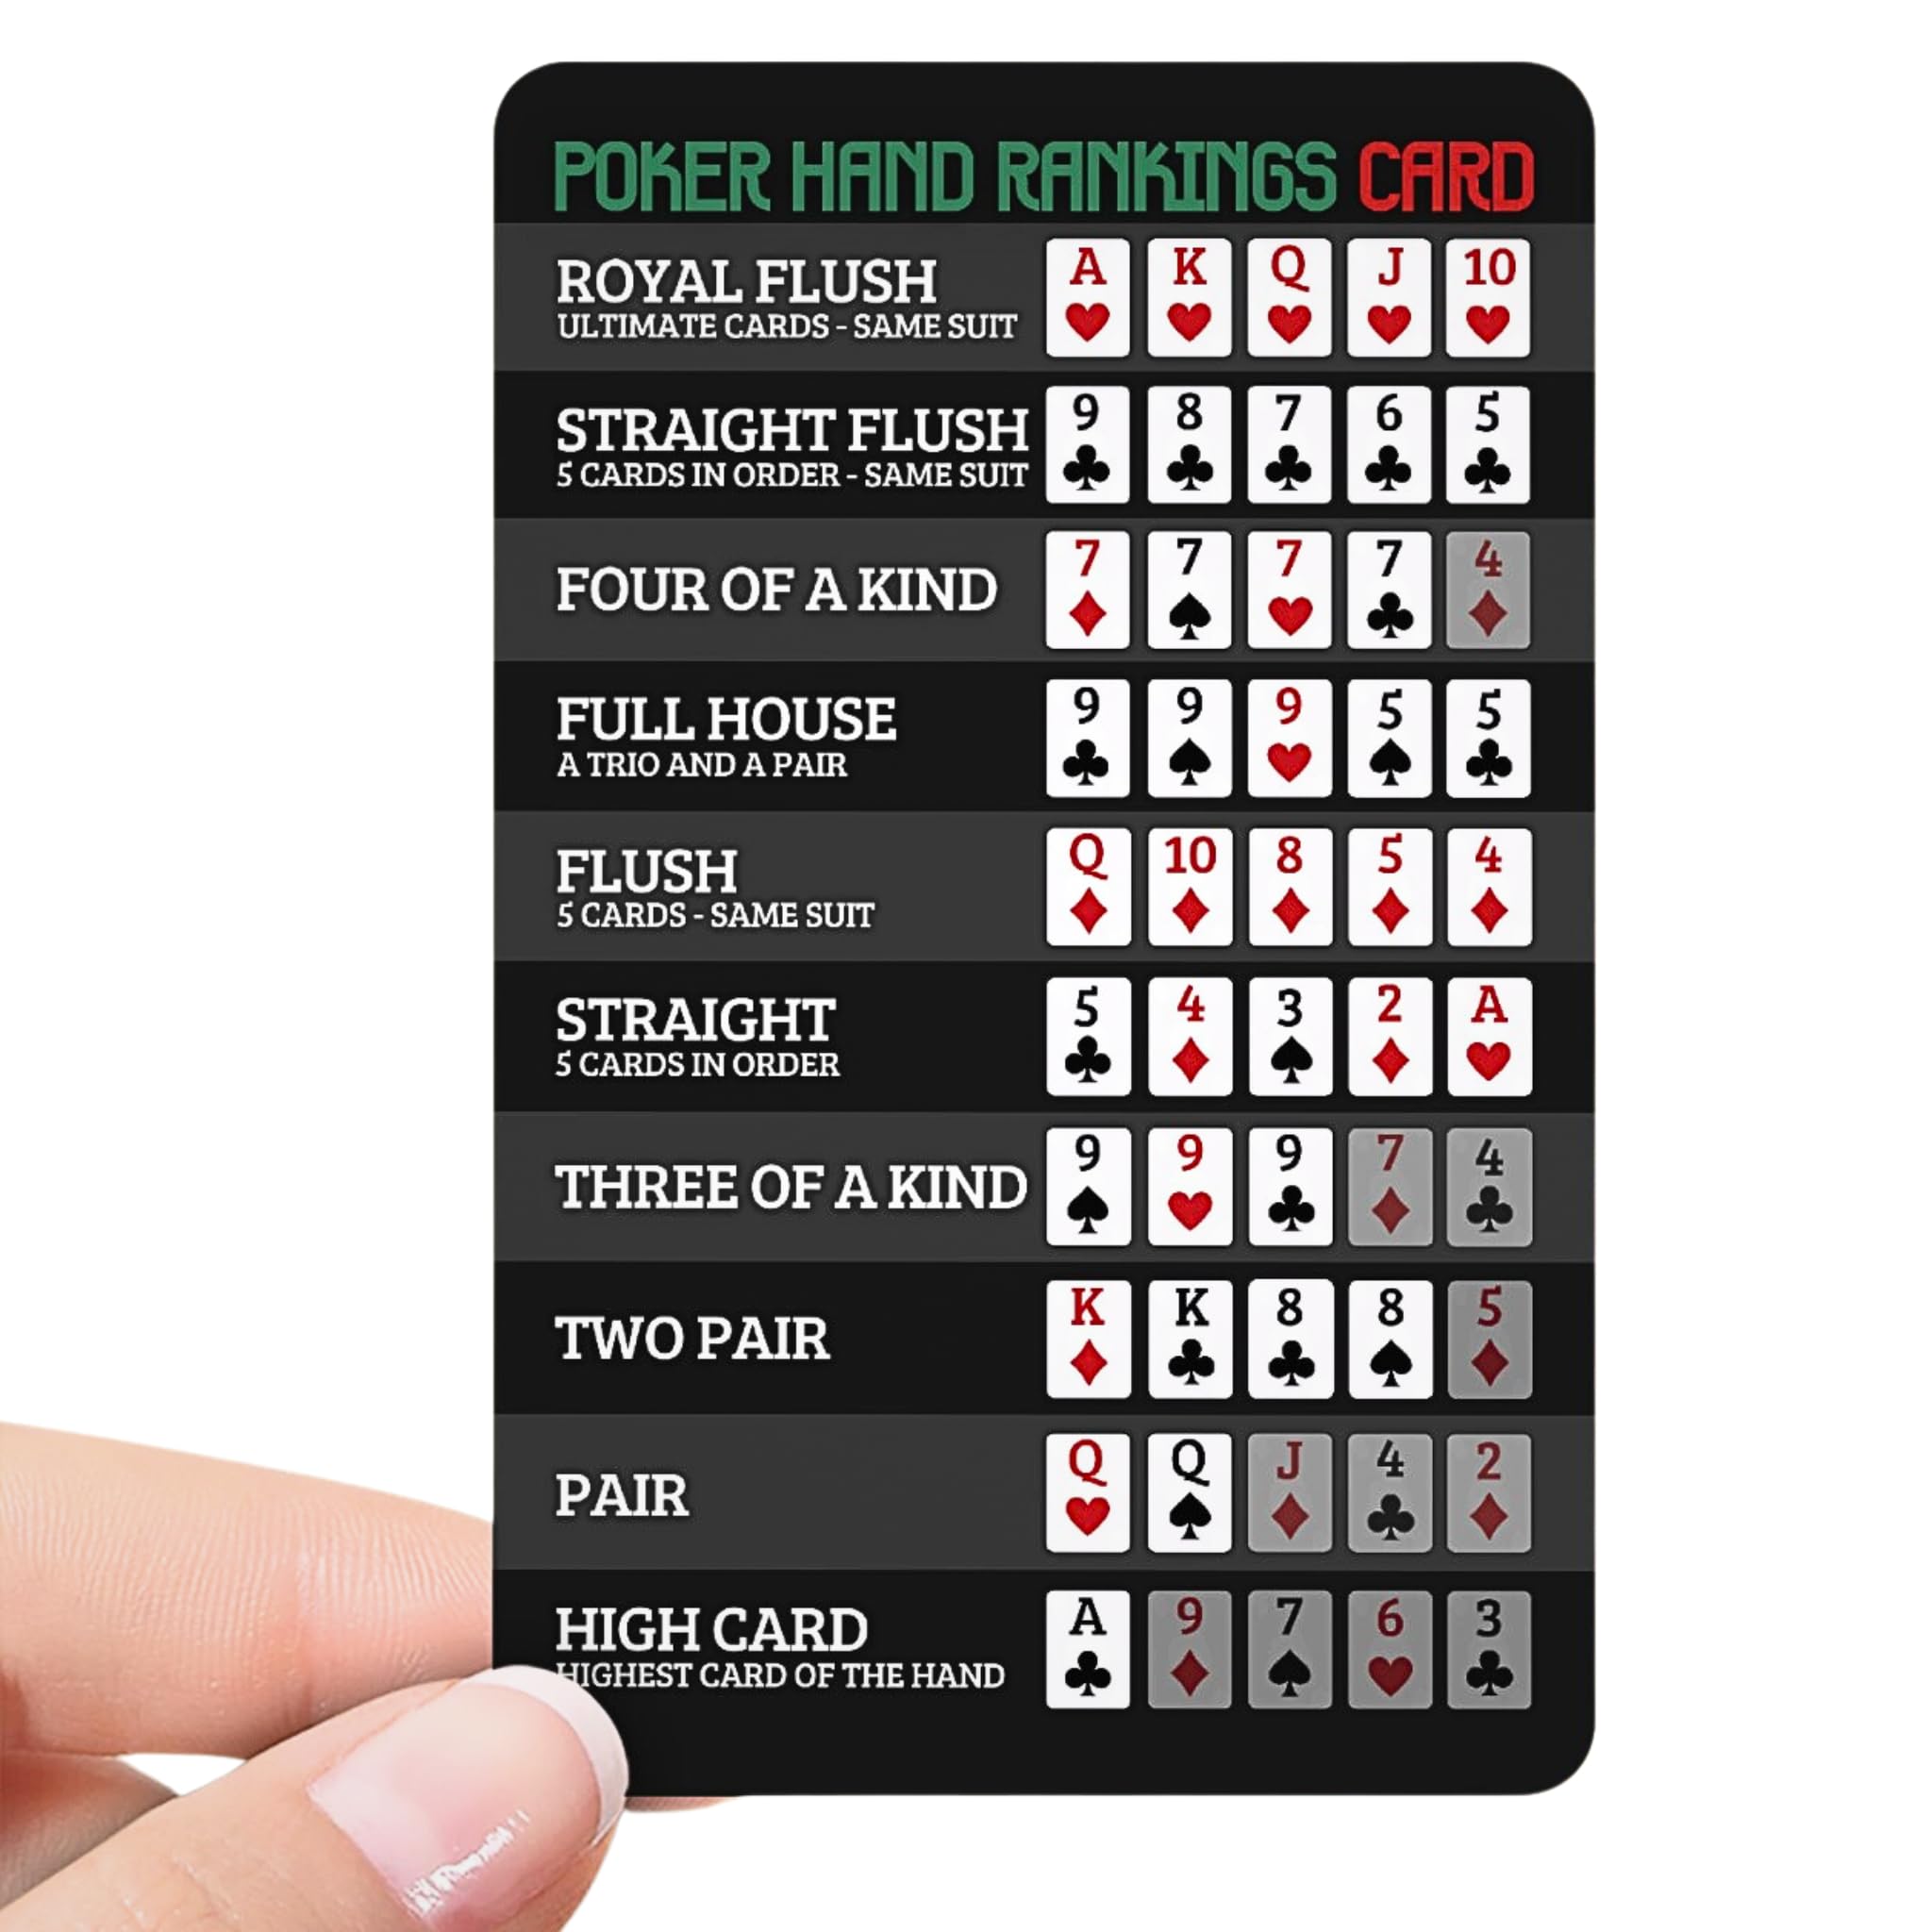 POKER HAND RANKINGS CARD
ROYAL FLUSH
ULTIMATE CARDS - SAME SUIT
A K Q J 10
STRAIGHT FLUSH
5 CARDS IN ORDER - SAME SUIT
9 8 7 6 5
FOUR OF A KIND
7 7 7 7 4
FULL HOUSE
A TRIO AND A PAIR
9 9 9 5 5
FLUSH
5 CARDS - SAME SUIT
Q 10 8 5 4
STRAIGHT
5 CARDS IN ORDER
5 4 3 2 A
THREE OF A KIND
9 9 9 7 4
TWO PAIR
K K 8 8 5
PAIR
Q Q J 4 2
HIGH CARD
HIGHEST CARD OF THE HAND
A 9 7 6 3